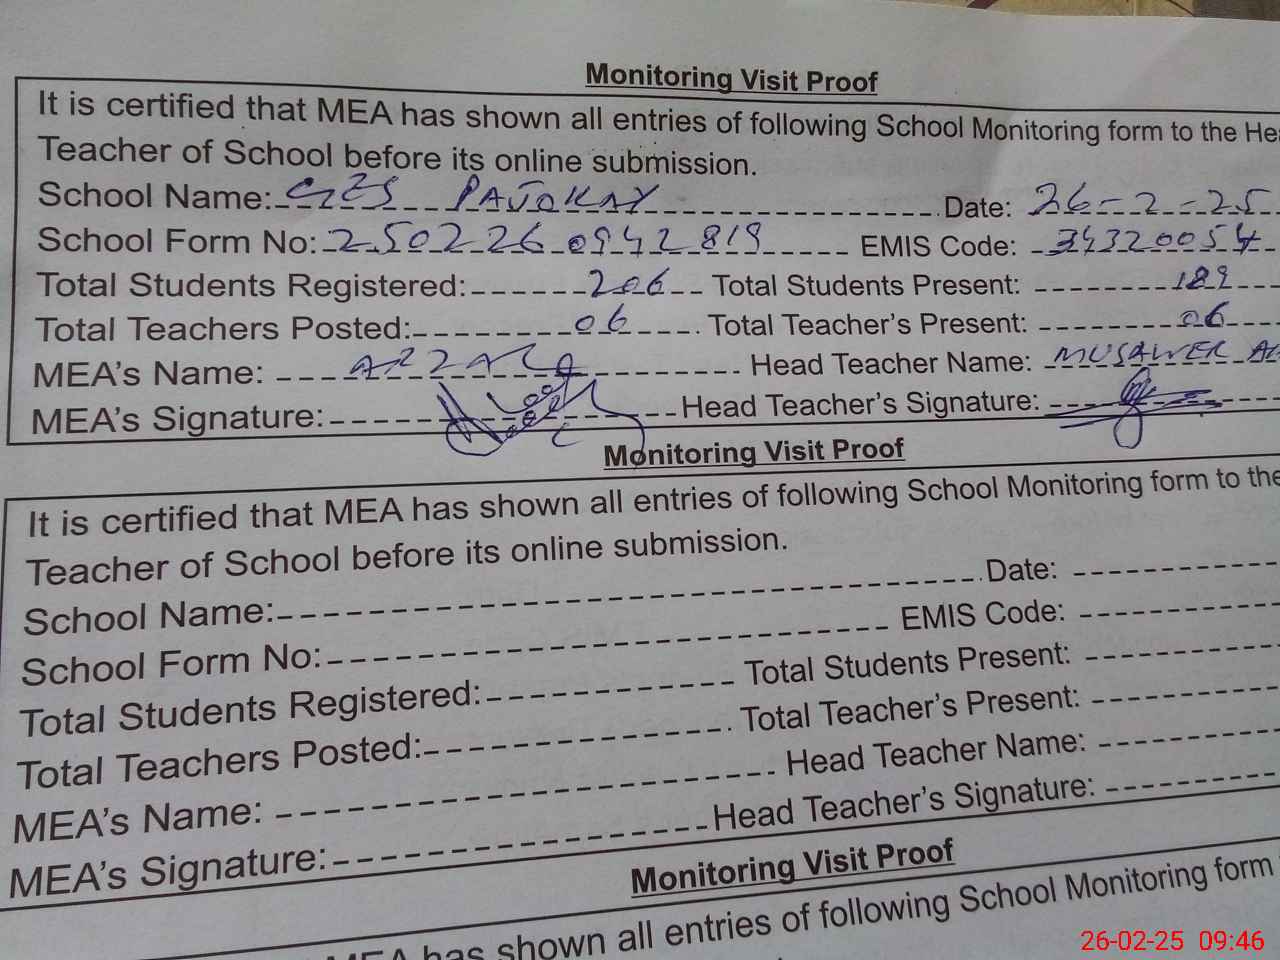 Monitoring Visit Proof
It is certified that MEA has shown all entries of following School Monitoring form to the He
Teacher of School before its online submission.
School Name: PAJOKAY Date: 26-2-25
School Form No: 2502260942819 EMIS Code: 34320054
Total Students Registered: 206 Total Students Present: 189
Total Teachers Posted: 06 Total Teacher's Present: 06
MEA's Name: Head Teacher Name: MUSAWER
MEA's Signature: Head Teacher's Signature:
Monitoring Visit Proof
It is certified that MEA has shown all entries of following School Monitoring form to the
Teacher of School before its online submission.
School Name: Date:
School Form No: EMIS Code:
Total Students Registered: Total Students Present:
Total Teachers Posted: Total Teacher's Present:
MEA's Name: Head Teacher Name:
MEA's Signature: Head Teacher's Signature:
Monitoring Visit Proof
MEA has shown all entries of following School Monitoring form
26-02-25 09:46